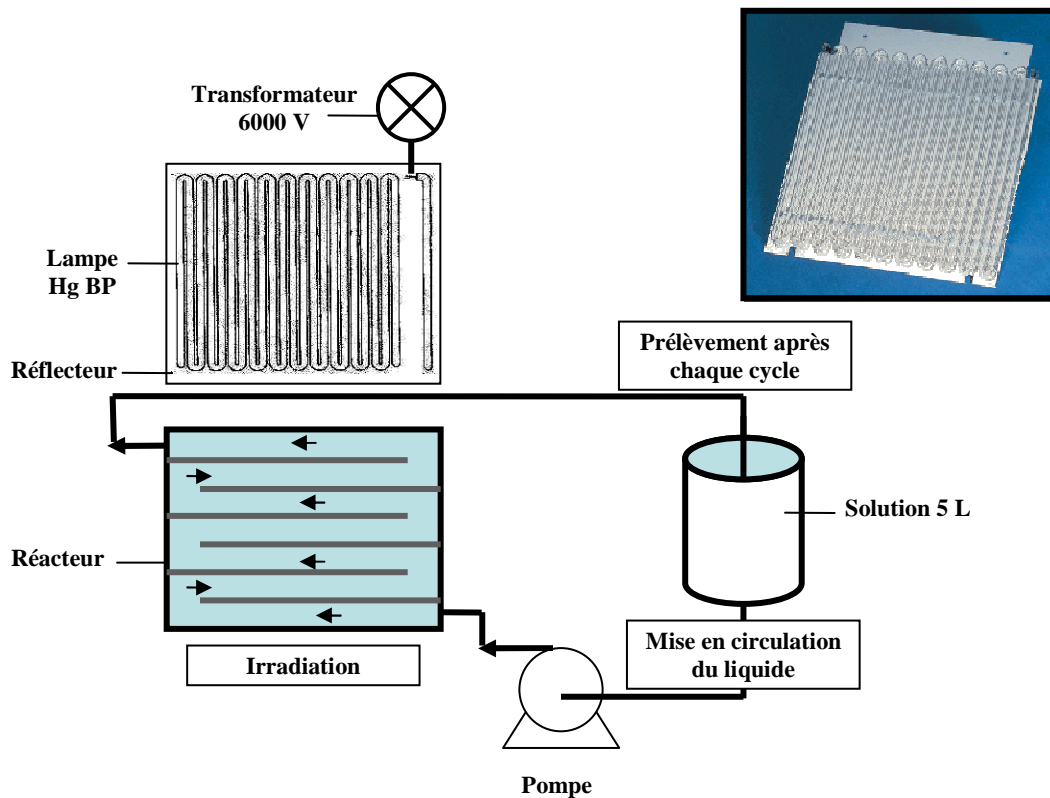 Transformateur
6000 V
Lampe
Hg BP
Réflecteur
Prélèvement après
chaque cycle
Solution 5 L
Réacteur
Mise en circulation
du liquide
Irradiation
Pompe